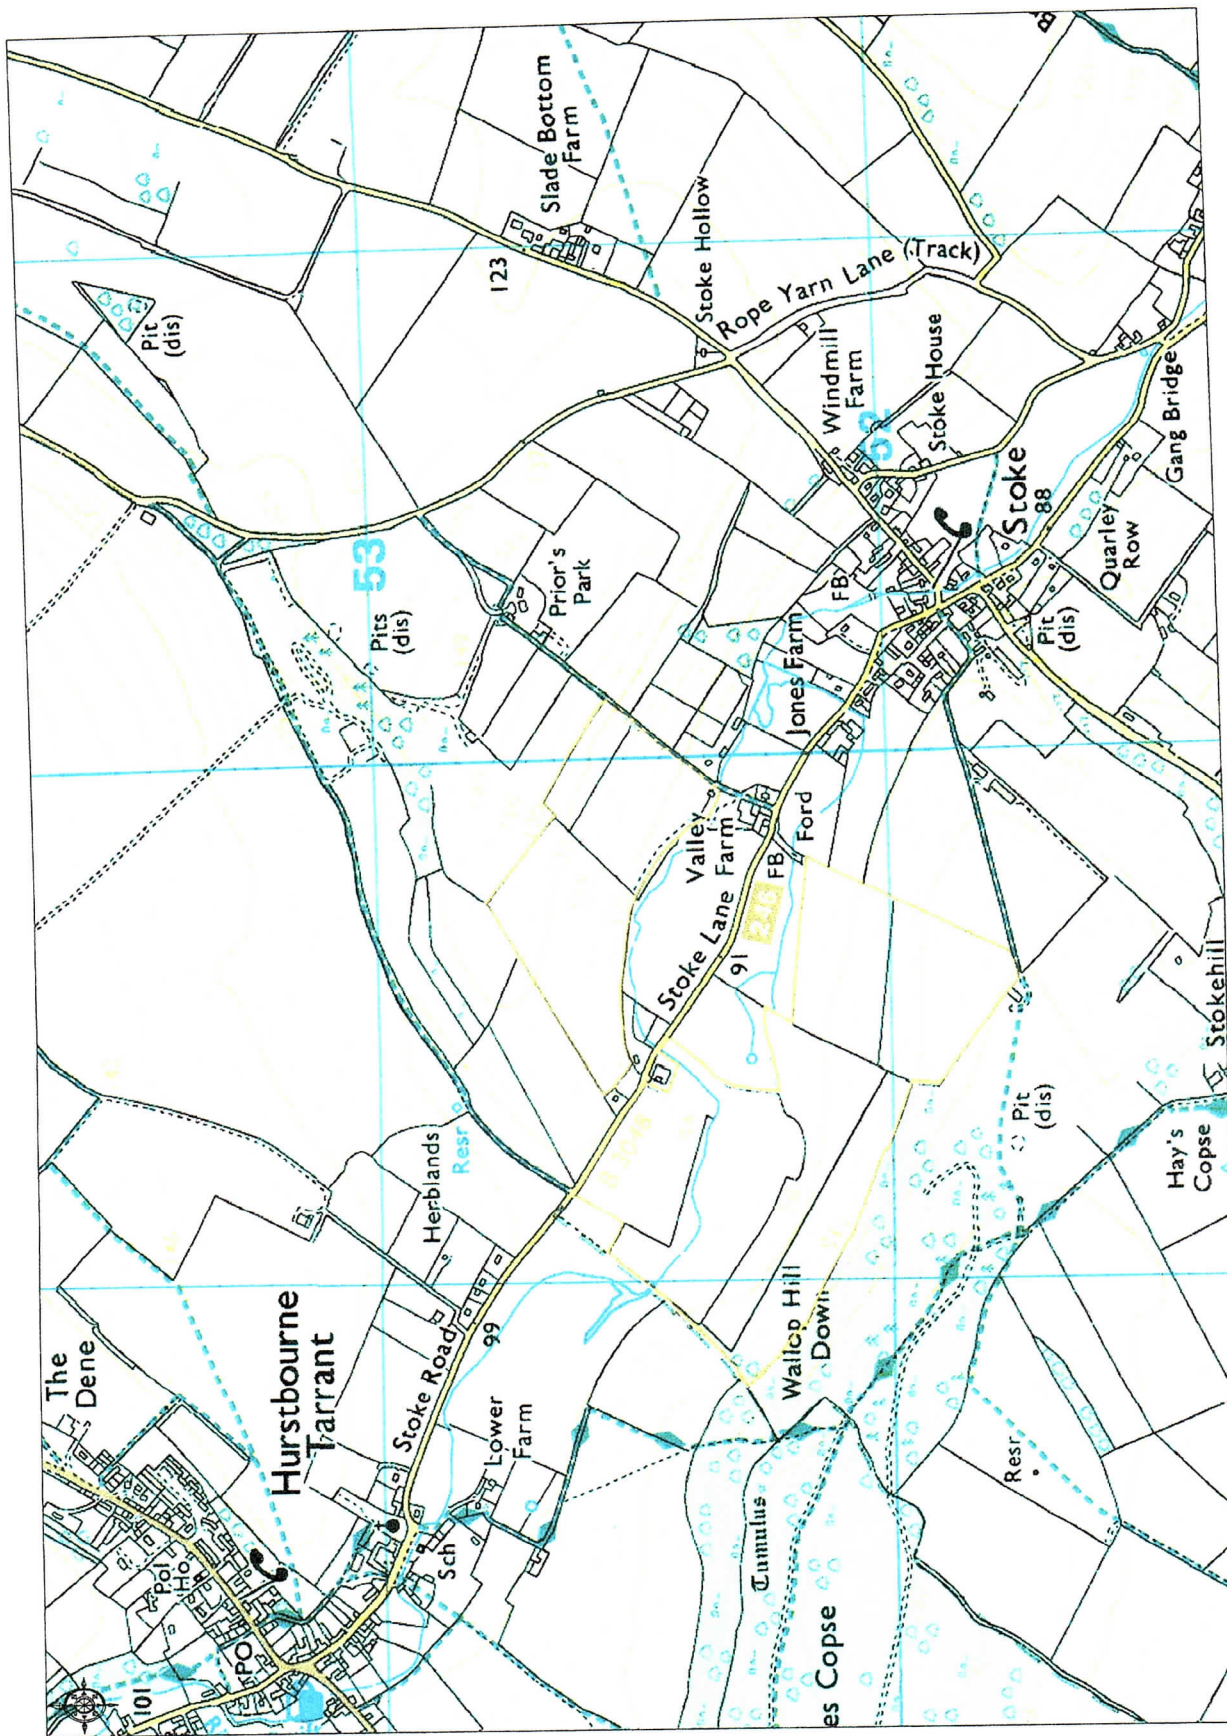 The
Dene
Hurstbourne
Tarrant
Pol
Ho
PO
101
Stoke Road
99
Sch
Lower
Farm
Herblands
Resr
Pit
(dis)
53
Pits
(dis)
Prior's
Park
123
Slade Bottom
Farm
Stoke Hollow
Rope Yarn Lane (Track)
Windmill
Farm
52
Stoke House
Stoke
88
Gang Bridge
Quarley
Row
Pit
(dis)
FB
Jones Farm
Valley
Farm
Ford
FB
Stoke Lane
91
B 3048
Wallop Hill
Down
Tumulus
es Copse
Resr
Pit
(dis)
Hay's
Copse
Stokehill